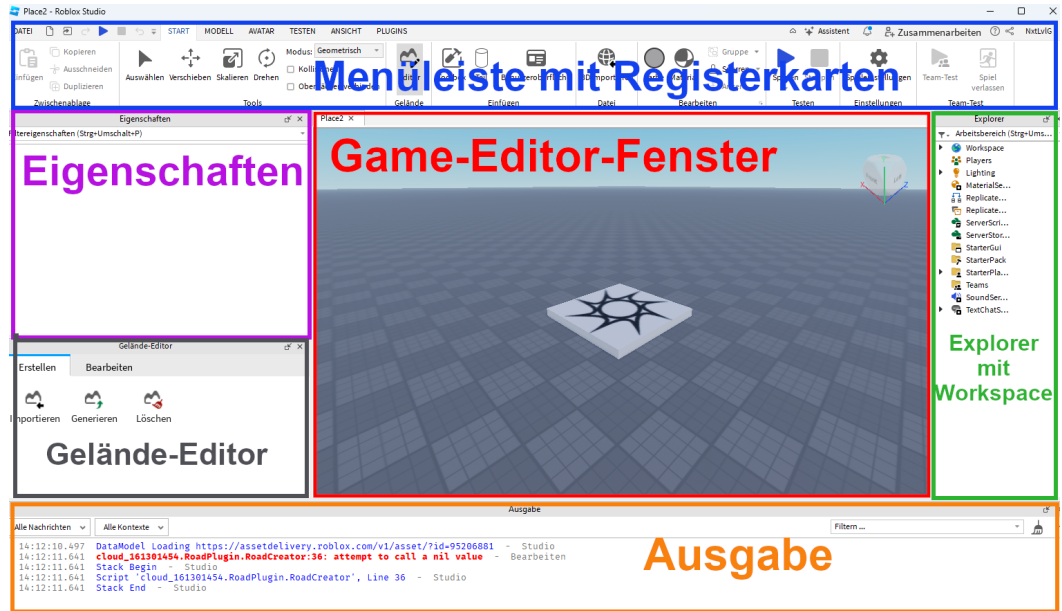 Place2 - Roblox Studio
DATEI START MODELL AVATAR TESTEN ANSICHT PLUGINS Assistent Zusammenarbeiten NxtLvlG
Kopieren
Ausschneiden
Duplizieren
Auswählen Verschieben Skalieren Drehen
Modus: Geometrisch
Gruppe
Team-Test Spiel verlassen
Menüleiste mit Registerkarten
Zwischenablage Tools Gelände Einfügen Datei Bearbeiten Testen Einstellungen Team-Test
Eigenschaften
Filtereigenschaften (Strg+Umschalt+P)
Eigenschaften
Place2
Game-Editor-Fenster
Explorer
Arbeitsbereich (Strg+Ums...
Workspace
Players
Lighting
MaterialSe...
Replicate...
Replicate...
ServerScri...
ServerStor...
StarterGui
StarterPack
StarterPla...
Teams
SoundSer...
TextChatS...
Explorer
mit
Workspace
Gelände-Editor
Erstellen Bearbeiten
Importieren Generieren Löschen
Gelände-Editor
Ausgabe
Alle Nachrichten Alle Kontexte Filtern ...
14:12:10.497 DataModel Loading https://assetdelivery.roblox.com/v1/asset/?id=95206881 - Studio
14:12:11.641 cloud_161301454.RoadPlugin.RoadCreator:36: attempt to call a nil value - Bearbeiten
14:12:11.641 Stack Begin - Studio
14:12:11.641 Script 'cloud_161301454.RoadPlugin.RoadCreator', Line 36 - Studio
14:12:11.641 Stack End - Studio
Ausgabe